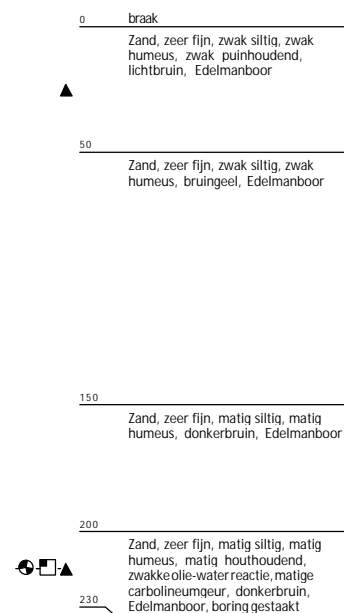 0 braak
Zand, zeer fijn, zwak siltig, zwak
humeus, zwak puinhoudend,
lichtbruin, Edelmanboor
50
Zand, zeer fijn, zwak siltig, zwak
humeus, bruingeel, Edelmanboor
150
Zand, zeer fijn, matig siltig, matig
humeus, donkerbruin, Edelmanboor
200
Zand, zeer fijn, matig siltig, matig
humeus, matig houthoudend,
zwakke olie-water reactie, matige
carbolineumgeur, donkerbruin,
230 Edelmanboor, boring gestaakt